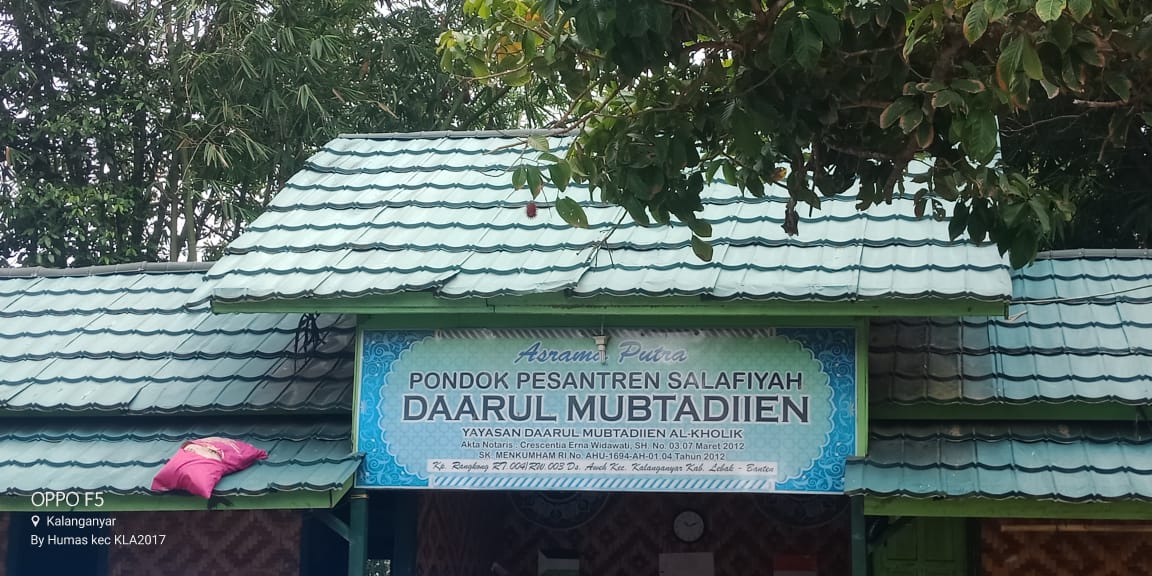 Asrama Putra
PONDOK PESANTREN SALAFIYAH
DAARUL MUBTADIIEN
YAYASAN DAARUL MUBTADIIEN AL-KHOLIK
Akta Notaris : Crescentia Erna Widawati, SH. No. 03.07 Maret 2012
SK. MENKUMHAM RI No. AHU-1694-AH-01.04 Tahun 2012
Kp. Rangkong RT.004/RW.003 Ds. Aweh Kec. Kalanganyar Kab. Lebak - Banten
OPPO F5
Kalanganyar
By Humas kec KLA2017